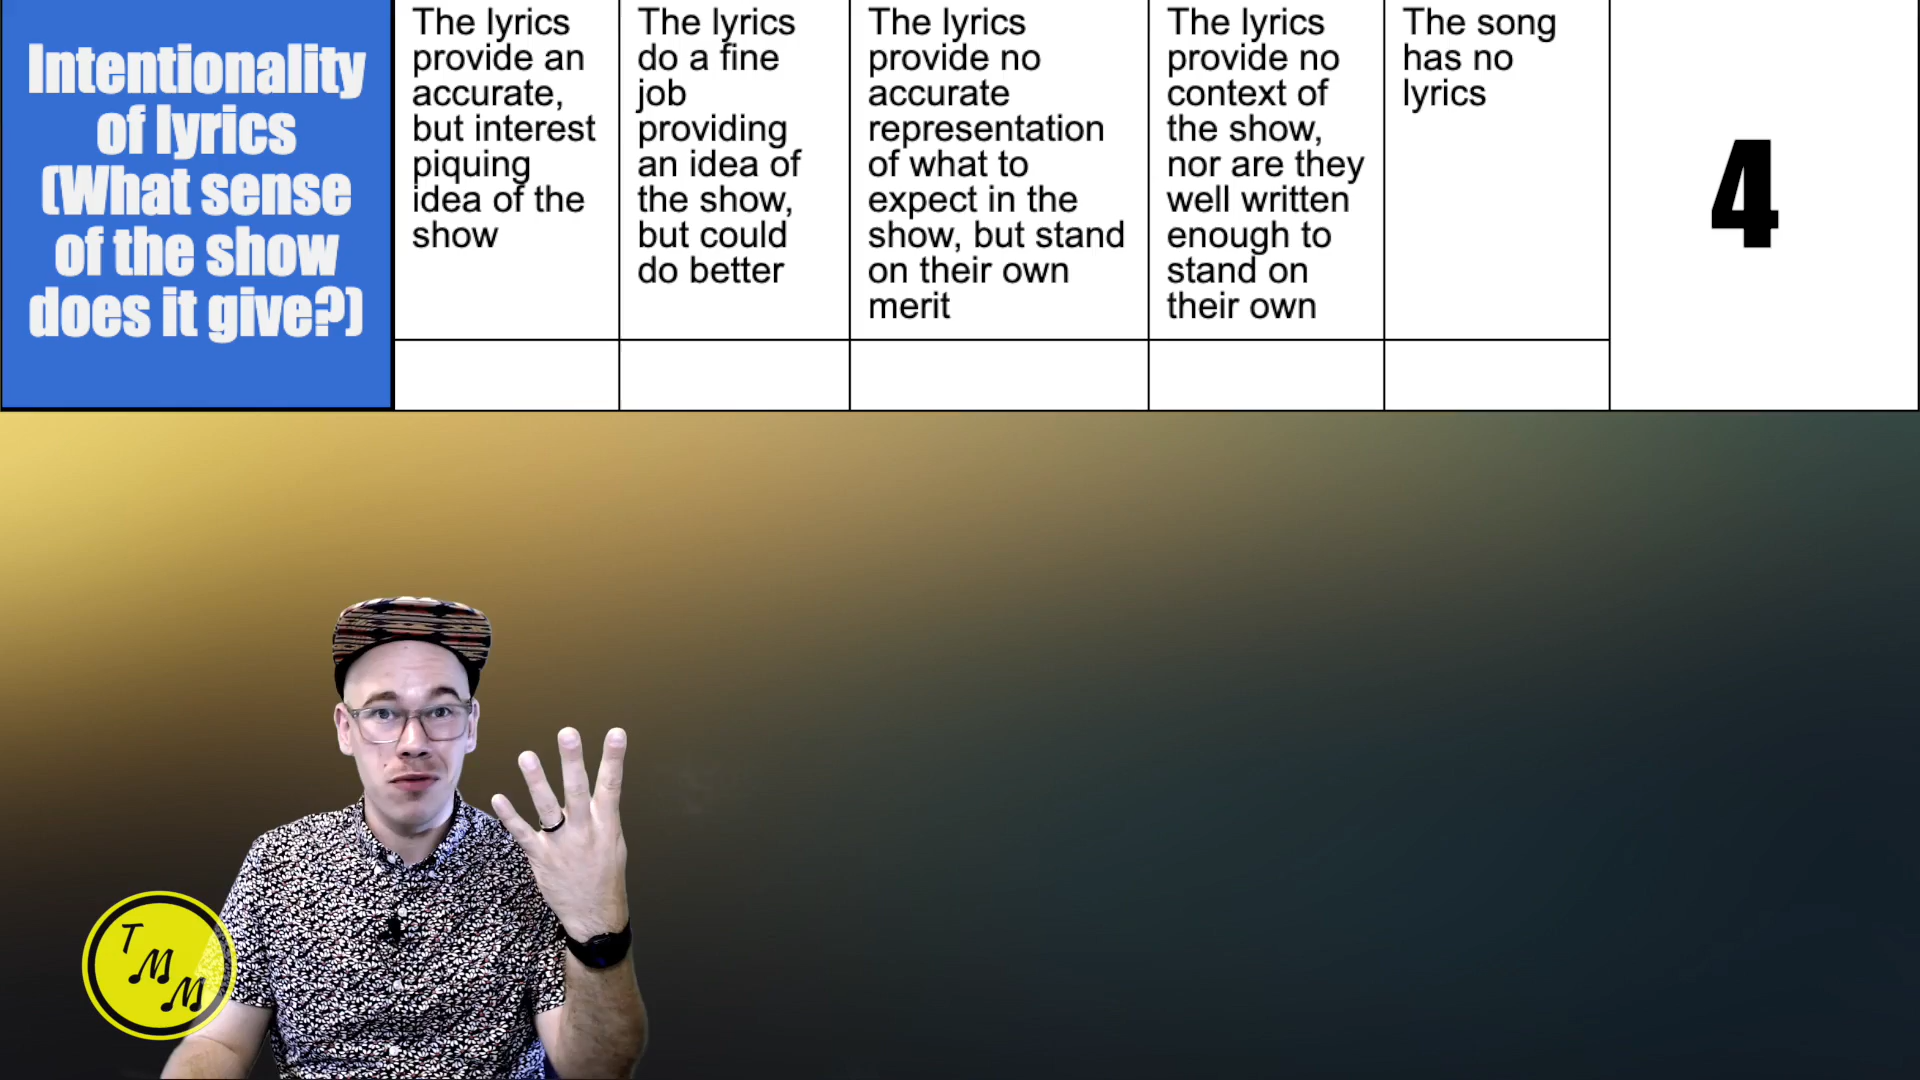 Intentionality
of lyrics
(What sense
of the show
does it give?)
The lyrics
provide an
accurate,
but interest
piquing
idea of the
show
The lyrics
do a fine
job
providing
an idea of
the show,
but could
do better
The lyrics
provide no
accurate
representation
of what to
expect in the
show, but stand
on their own
merit
The lyrics
provide no
context of
the show,
nor are they
well written
enough to
stand on
their own
The song
has no
lyrics
4
T
M
M